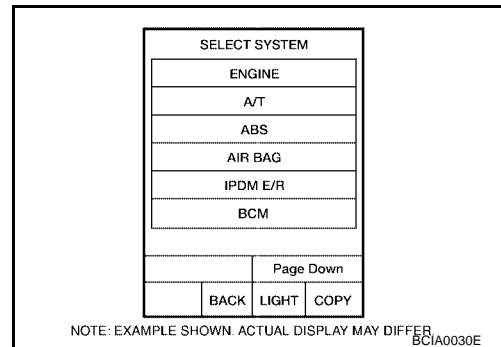 SELECT SYSTEM
ENGINE
A/T
ABS
AIR BAG
IPDM E/R
BCM
Page Down
BACK LIGHT COPY
NOTE: EXAMPLE SHOWN. ACTUAL DISPLAY MAY DIFFER.
BCIA0030E